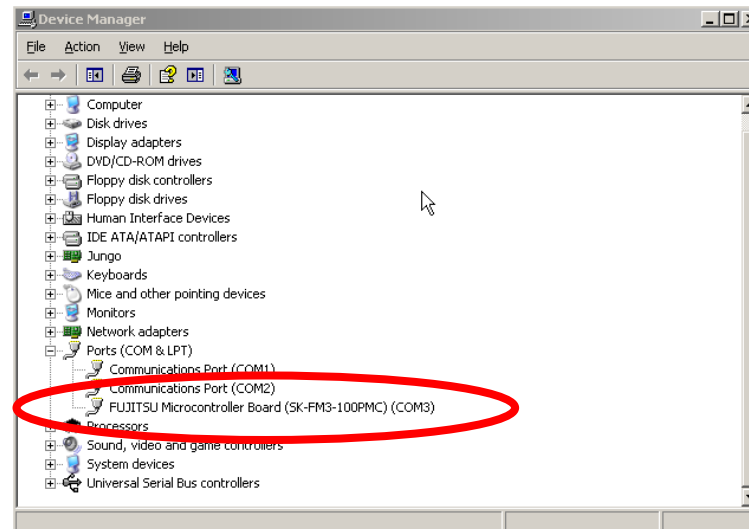 Device Manager
File Action View Help
Computer
Disk drives
Display adapters
DVD/CD-ROM drives
Floppy disk controllers
Floppy disk drives
Human Interface Devices
IDE ATA/ATAPI controllers
Jungo
Keyboards
Mice and other pointing devices
Monitors
Network adapters
Ports (COM & LPT)
Communications Port (COM1)
Communications Port (COM2)
FUJITSU Microcontroller Board (SK-FM3-100PMC) (COM3)
Processors
Sound, video and game controllers
System devices
Universal Serial Bus controllers